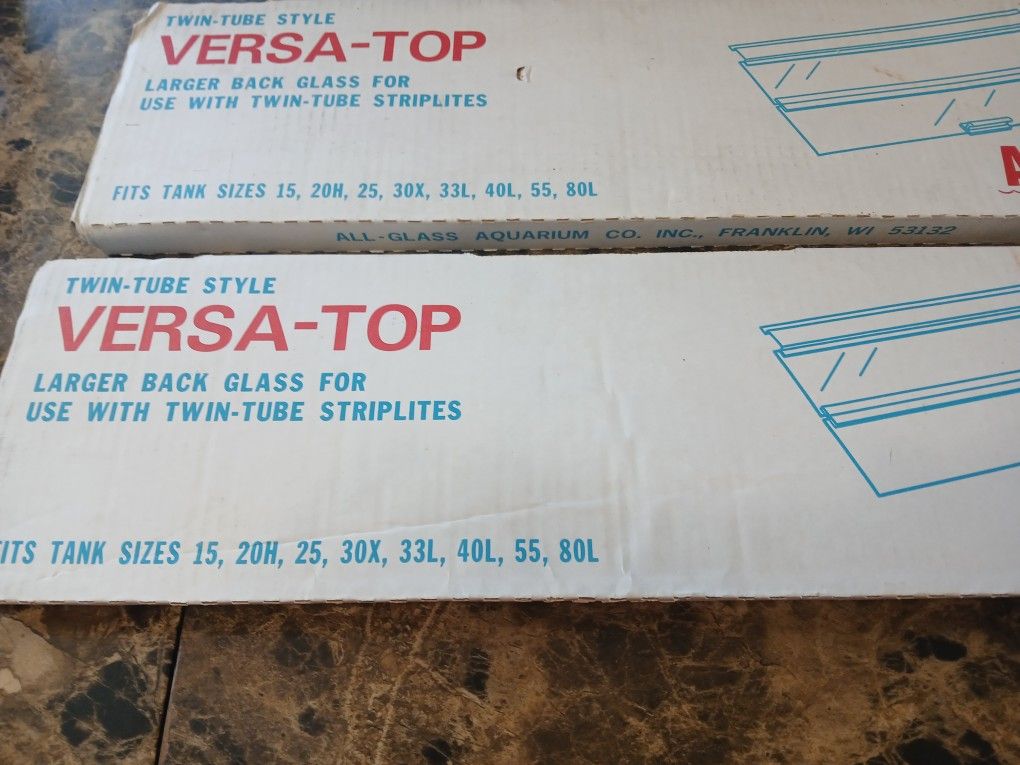 TWIN-TUBE STYLE
VERSA-TOP
LARGER BACK GLASS FOR
USE WITH TWIN-TUBE STRIPLITES
FITS TANK SIZES 15, 20H, 25, 30X, 33L, 40L, 55, 80L
A
ALL-GLASS AQUARIUM CO. INC., FRANKLIN, WI 53132
TWIN-TUBE STYLE
VERSA-TOP
LARGER BACK GLASS FOR
USE WITH TWIN-TUBE STRIPLITES
ITS TANK SIZES 15, 20H, 25, 30X, 33L, 40L, 55, 80L